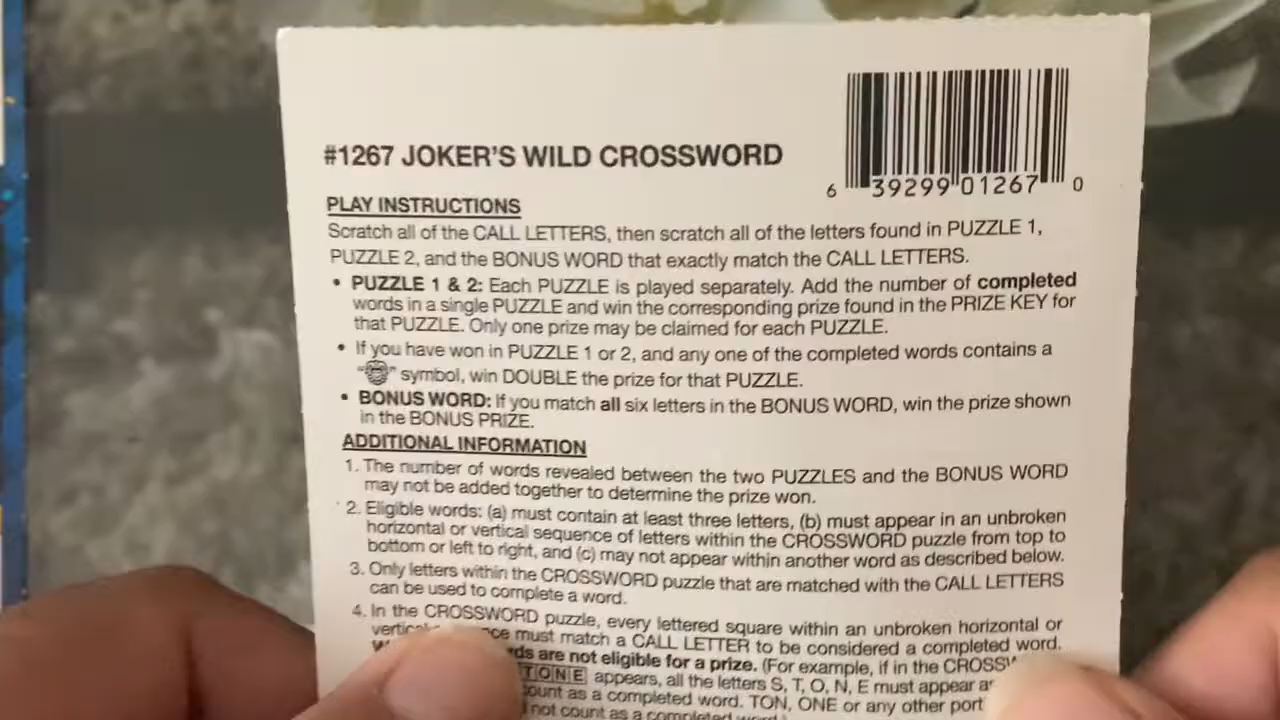 #1267 JOKER'S WILD CROSSWORD
6 39299 01267 0
PLAY INSTRUCTIONS
Scratch all of the CALL LETTERS, then scratch all of the letters found in PUZZLE 1,
PUZZLE 2, and the BONUS WORD that exactly match the CALL LETTERS.
• PUZZLE 1 & 2: Each PUZZLE is played separately. Add the number of completed
words in a single PUZZLE and win the corresponding prize found in the PRIZE KEY for
that PUZZLE. Only one prize may be claimed for each PUZZLE.
• If you have won in PUZZLE 1 or 2, and any one of the completed words contains a
" " symbol, win DOUBLE the prize for that PUZZLE.
• BONUS WORD: If you match all six letters in the BONUS WORD, win the prize shown
in the BONUS PRIZE.
ADDITIONAL INFORMATION
1. The number of words revealed between the two PUZZLES and the BONUS WORD
may not be added together to determine the prize won.
2. Eligible words: (a) must contain at least three letters, (b) must appear in an unbroken
horizontal or vertical sequence of letters within the CROSSWORD puzzle from top to
bottom or left to right, and (c) may not appear within another word as described below.
3. Only letters within the CROSSWORD puzzle that are matched with the CALL LETTERS
can be used to complete a word.
4. In the CROSSWORD puzzle, every lettered square within an unbroken horizontal or
must match a CALL LETTER to be considered a completed word.
are not eligible for a prize. (For example, if in the
TONE appears, all the letters S, T, O, N, E must appear
count as a completed word. TON, ONE or any other
not count as a completed word.